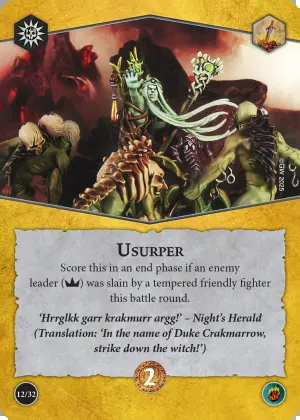 ©GW 2025
USURPER
Score this in an end phase if an enemy
leader () was slain by a tempered friendly fighter
this battle round.
‘Hrrglkk garr krakmurr argg!’ – Night’s Herald
(Translation: ‘In the name of Duke Crakmarrow,
strike down the witch!’)
2
12/32